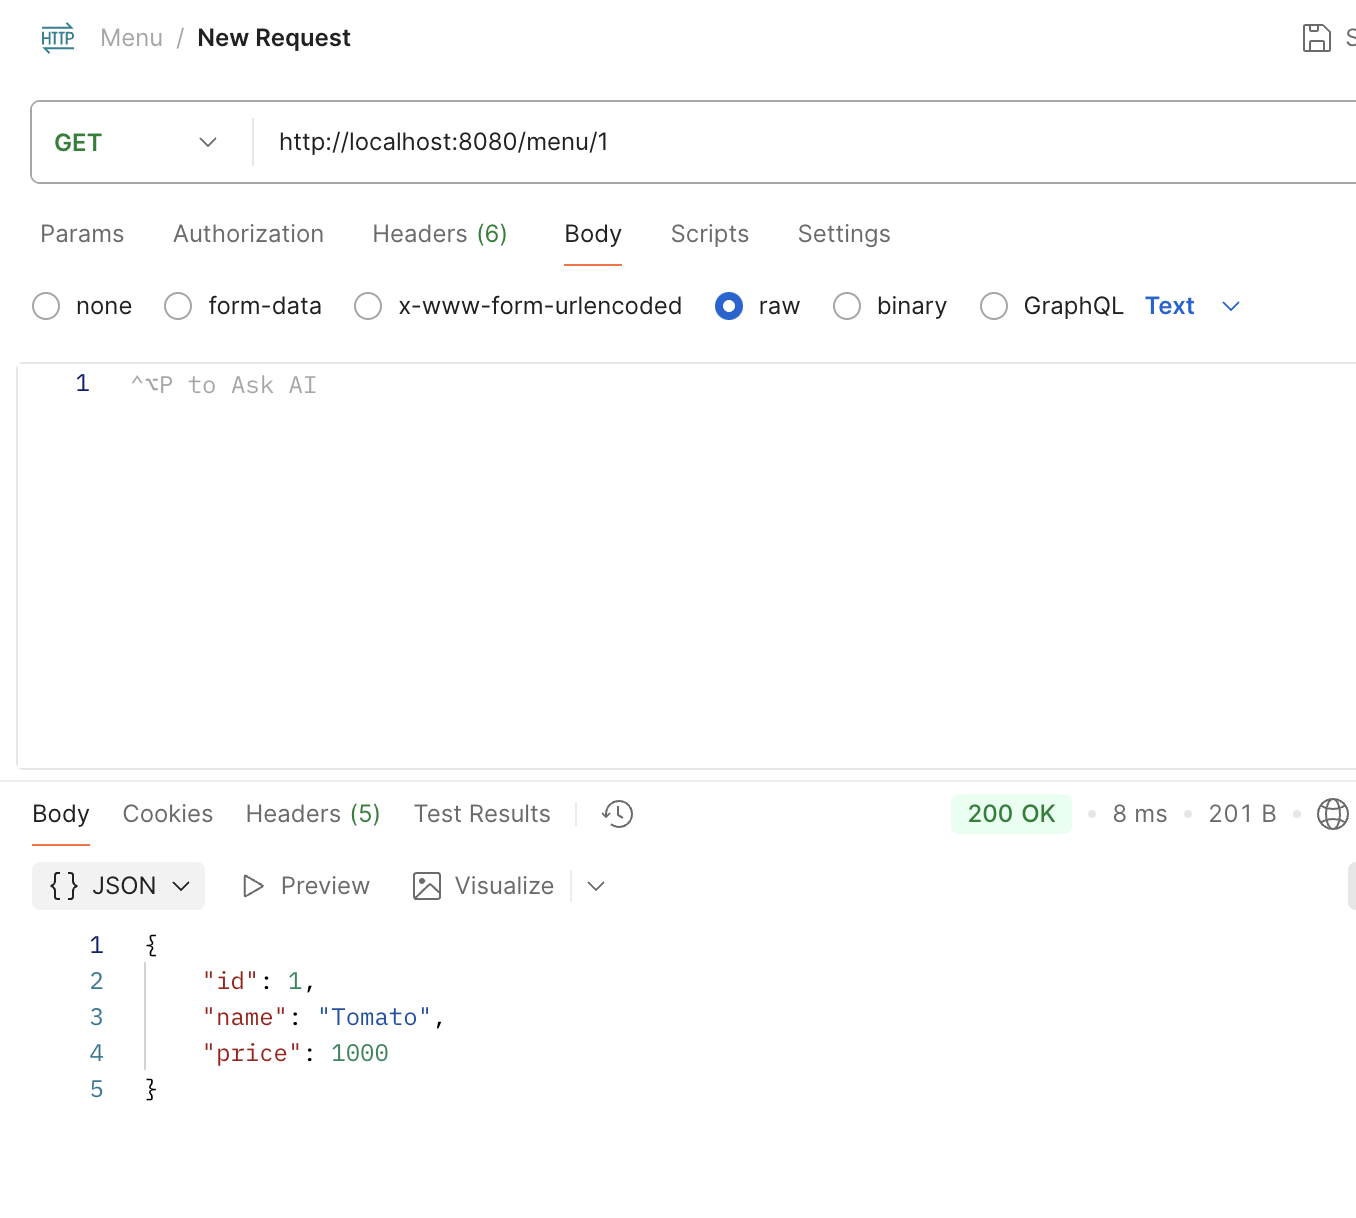 HTTP Menu / New Request S
GET http://localhost:8080/menu/1
Params Authorization Headers (6) Body Scripts Settings
none form-data x-www-form-urlencoded raw binary GraphQL Text
1 ^⌥P to Ask AI
Body Cookies Headers (5) Test Results 200 OK • 8 ms • 201 B •
{} JSON Preview Visualize
1 {
2 "id": 1,
3 "name": "Tomato",
4 "price": 1000
5 }